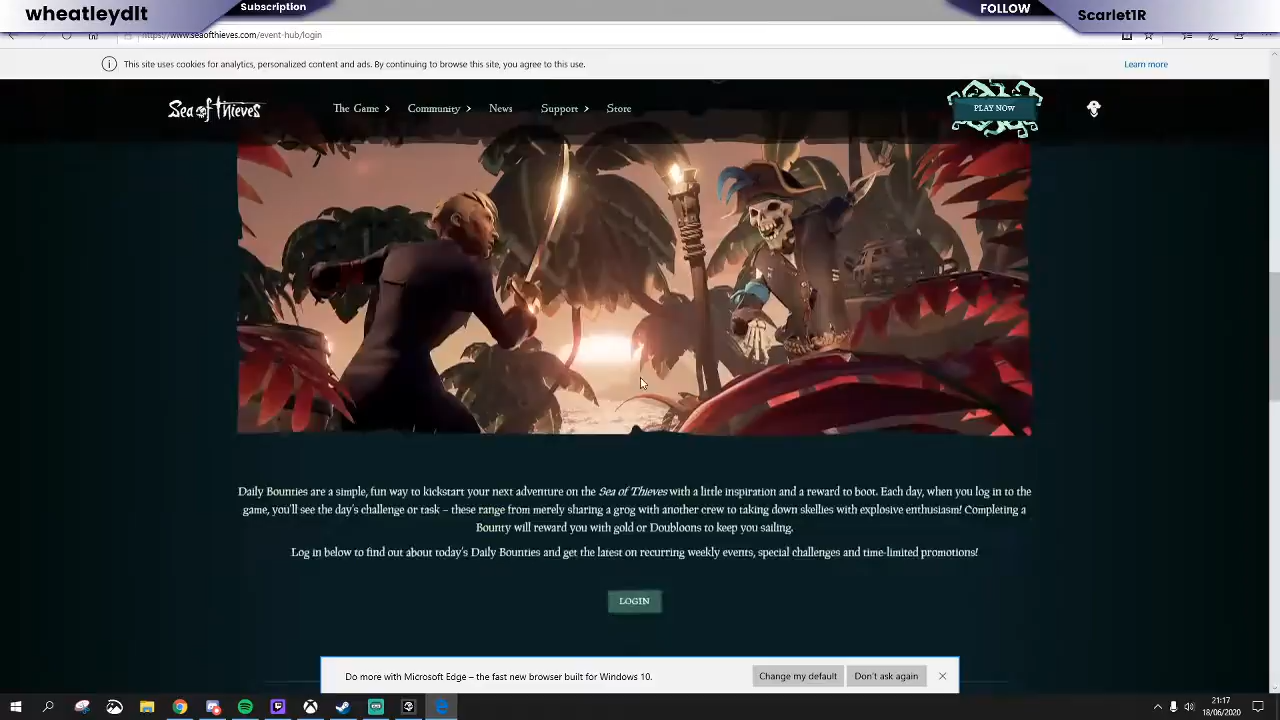 wheatleydlt
Subscription
FOLLOW
Scarlet1R
https://www.seaofthieves.com/event-hub/login
This site uses cookies for analytics, personalized content and ads. By continuing to browse this site, you agree to this use.
Learn more
Sea of Thieves
The Game
Community
News
Support
Store
PLAY NOW
Daily Bounties are a simple, fun way to kickstart your next adventure on the Sea of Thieves with a little inspiration and a reward to boot. Each day, when you log in to the
game, you'll see the day's challenge or task – these range from merely sharing a grog with another crew to taking down skellies with explosive enthusiasm! Completing a
Bounty will reward you with gold or Doubloons to keep you sailing.
Log in below to find out about today's Daily Bounties and get the latest on recurring weekly events, special challenges and time-limited promotions!
LOGIN
Do more with Microsoft Edge – the fast new browser built for Windows 10.
Change my default
Don't ask again
21:17
18/06/2020